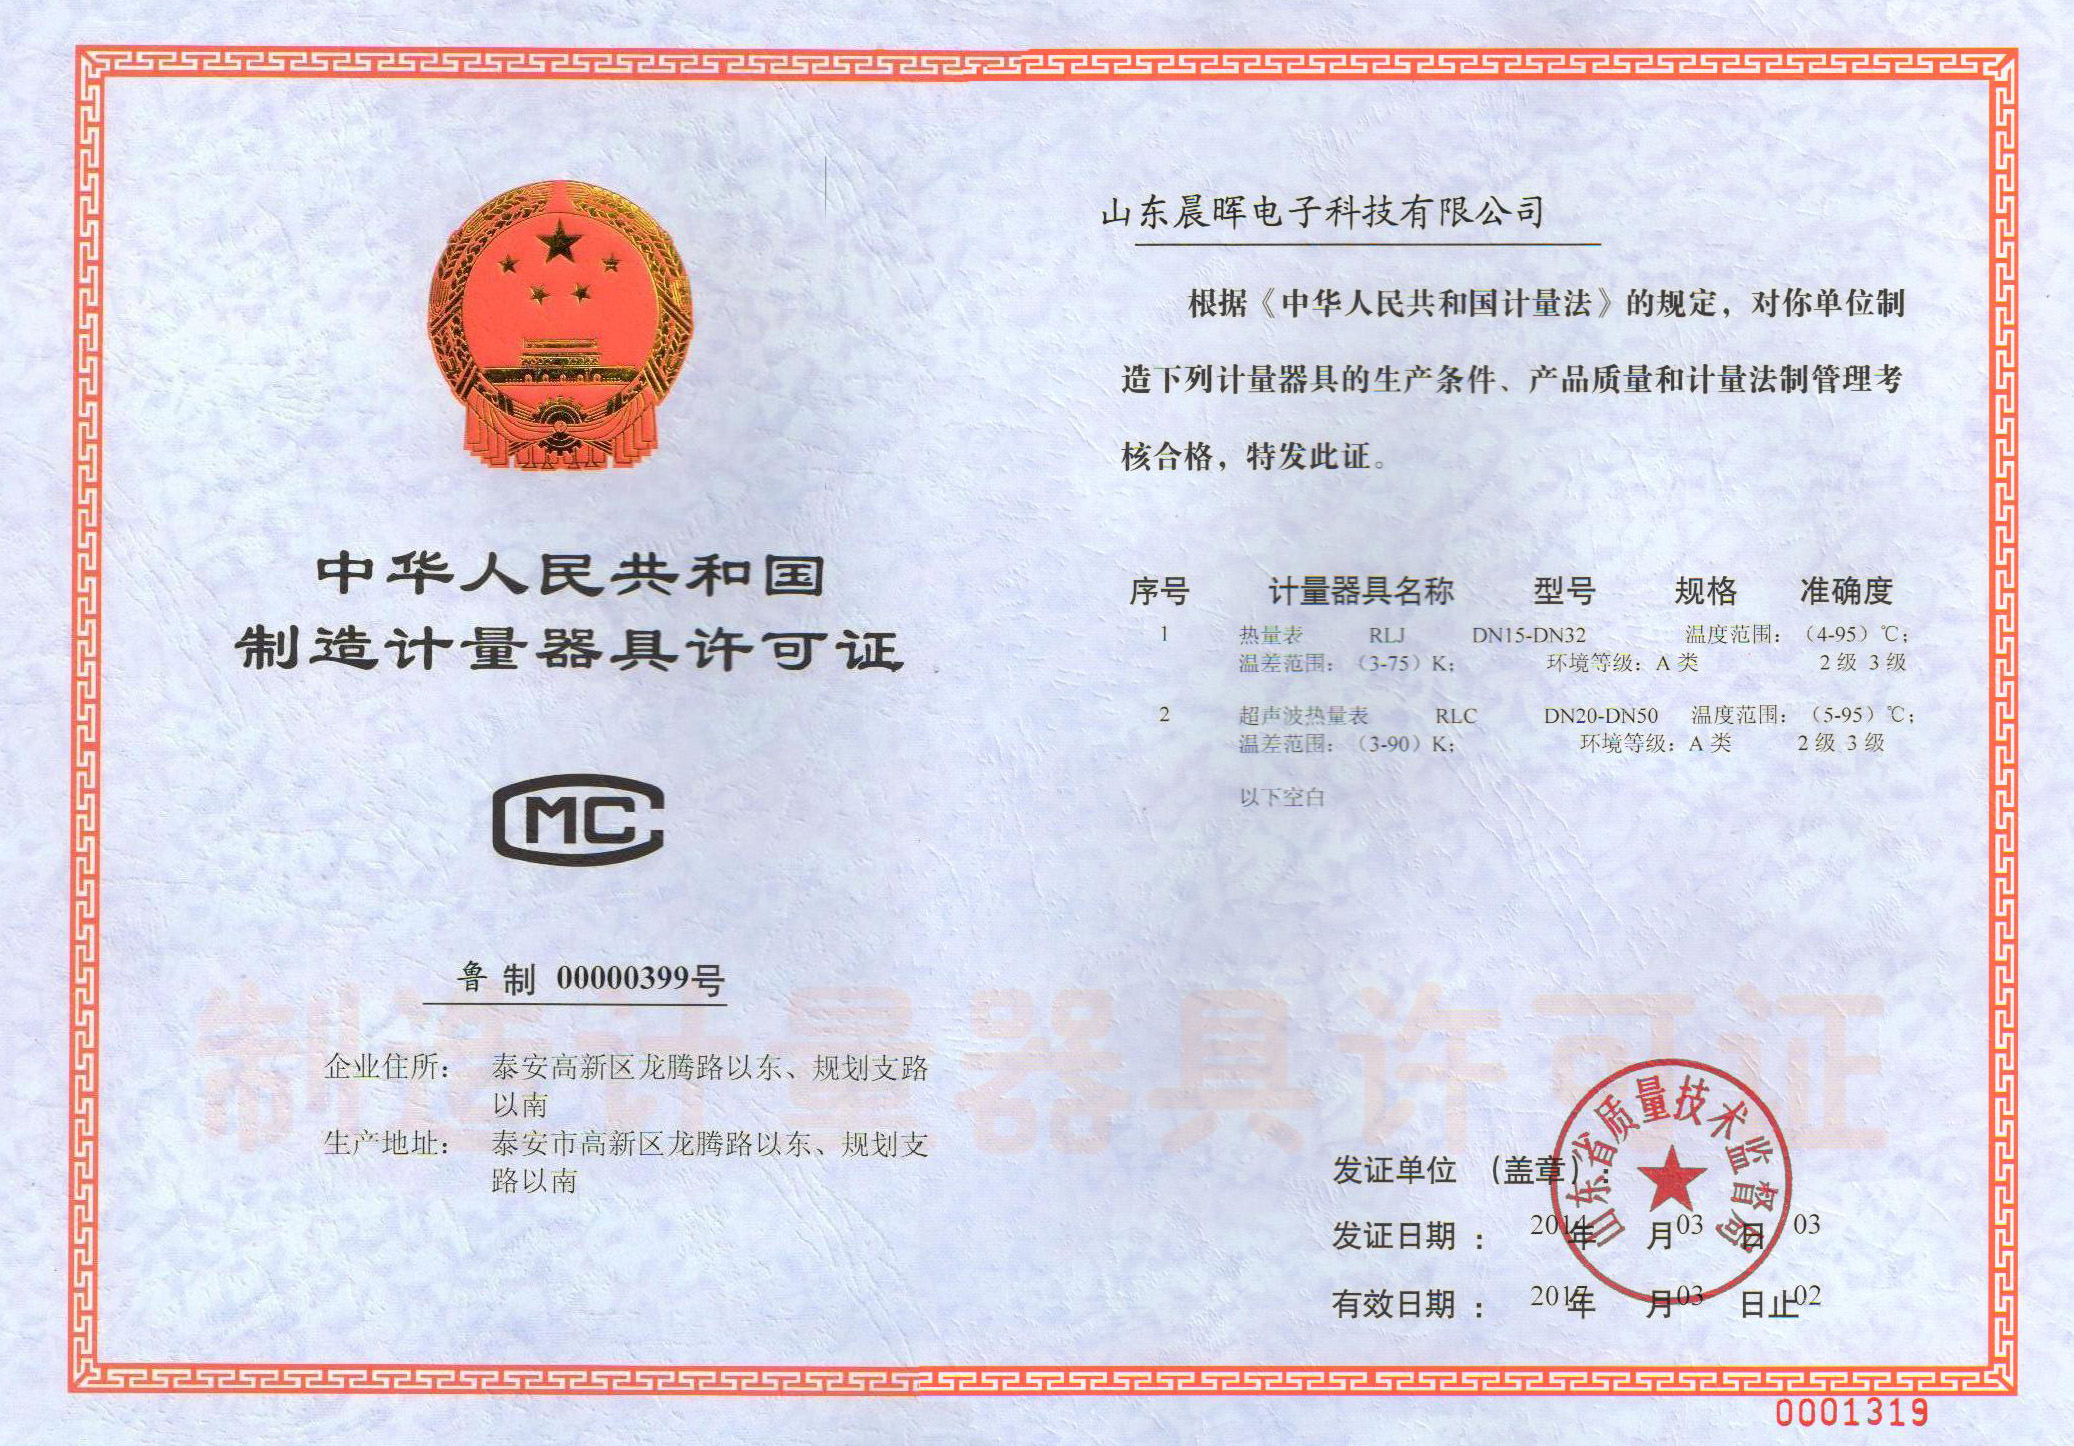 中华人民共和国
制造计量器具许可证
MC
鲁 制 00000399号
企业住所： 泰安高新区龙腾路以东、规划支路
以南
生产地址： 泰安市高新区龙腾路以东、规划支
路以南
山东晨晖电子科技有限公司
根据《中华人民共和国计量法》的规定，对你单位制
造下列计量器具的生产条件、产品质量和计量法制管理考
核合格，特发此证。
序号 计量器具名称 型号 规格 准确度
1 热量表 RLJ DN15-DN32 温度范围：（4-95）℃；
温差范围：（3-75）K； 环境等级：A 类 2 级 3 级
2 超声波热量表 RLC DN20-DN50 温度范围：（5-95）℃；
温差范围：（3-90）K； 环境等级：A 类 2 级 3 级
以下空白
制造计量器具许可证
发证单位 （盖章）：
山东省质量技术监督局
发证日期： 2014年 月03 日 03
有效日期： 2017年 月03 日止02
0001319